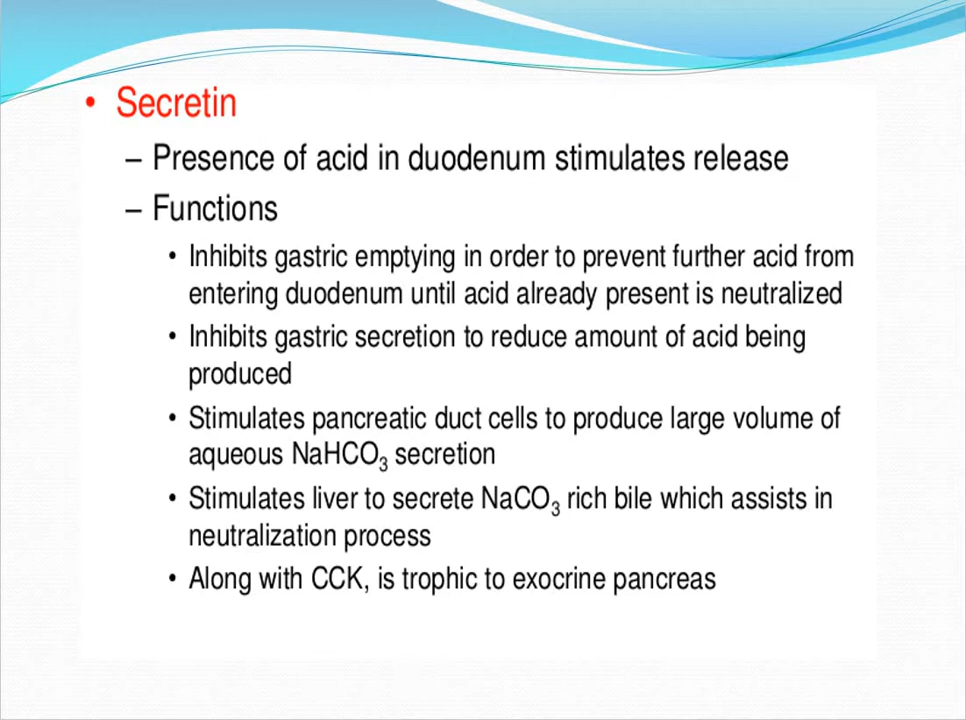 • Secretin
– Presence of acid in duodenum stimulates release
– Functions
• Inhibits gastric emptying in order to prevent further acid from
entering duodenum until acid already present is neutralized
• Inhibits gastric secretion to reduce amount of acid being
produced
• Stimulates pancreatic duct cells to produce large volume of
aqueous NaHCO₃ secretion
• Stimulates liver to secrete NaCO₃ rich bile which assists in
neutralization process
• Along with CCK, is trophic to exocrine pancreas